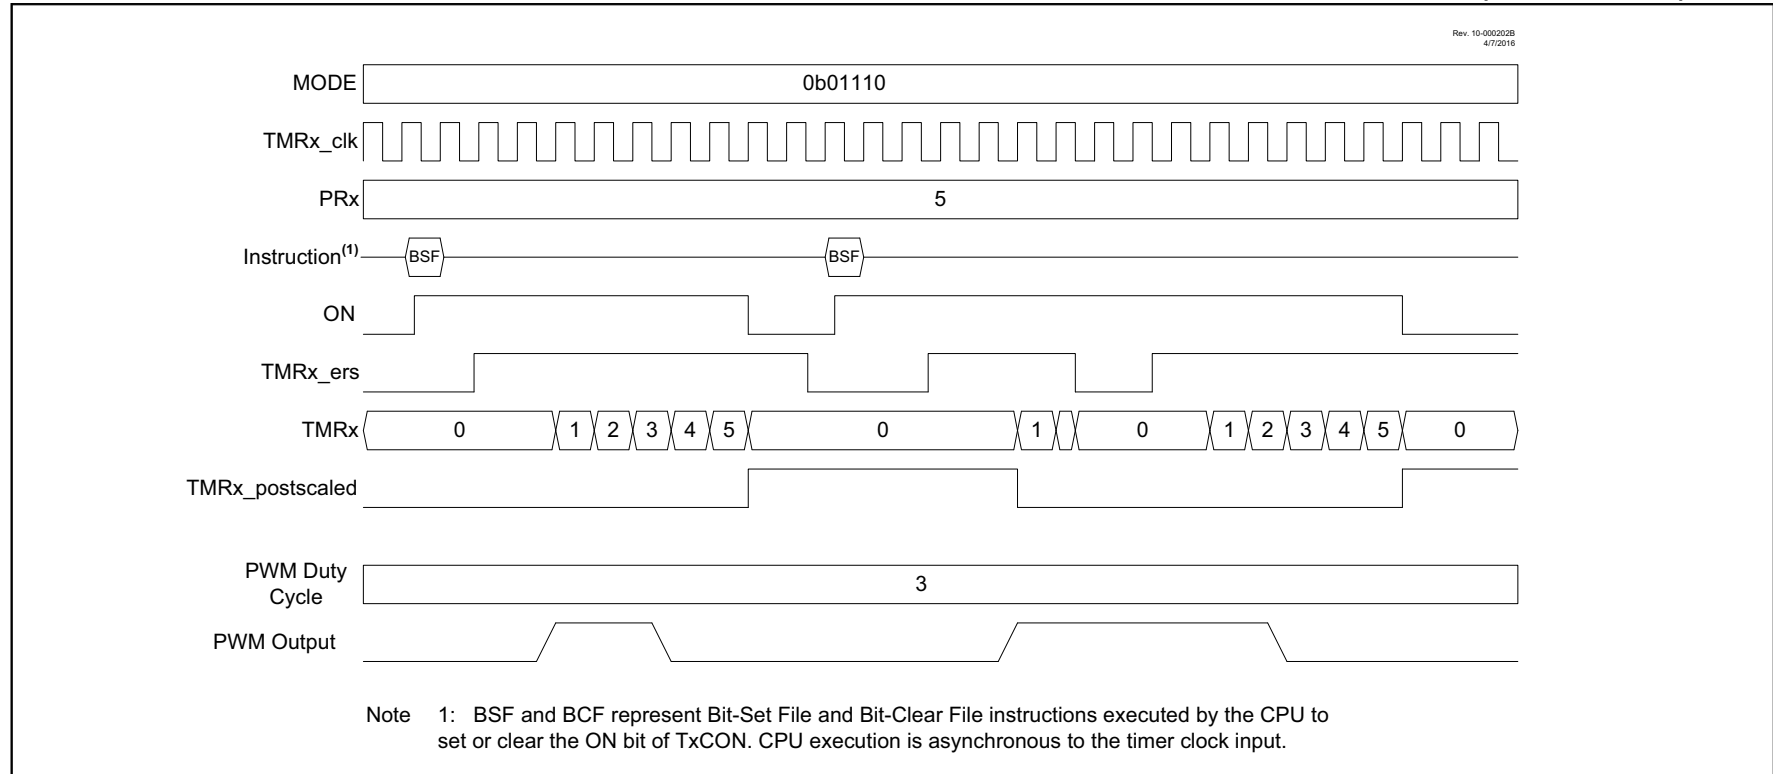 Rev. 10-000202B
4/7/2016
MODE 0b01110
TMRx_clk
PRx 5
Instruction(1) BSF BSF
ON
TMRx_ers
TMRx 0 1 2 3 4 5 0 1 0 1 2 3 4 5 0
TMRx_postscaled
PWM Duty
Cycle 3
PWM Output
Note 1: BSF and BCF represent Bit-Set File and Bit-Clear File instructions executed by the CPU to
set or clear the ON bit of TxCON. CPU execution is asynchronous to the timer clock input.